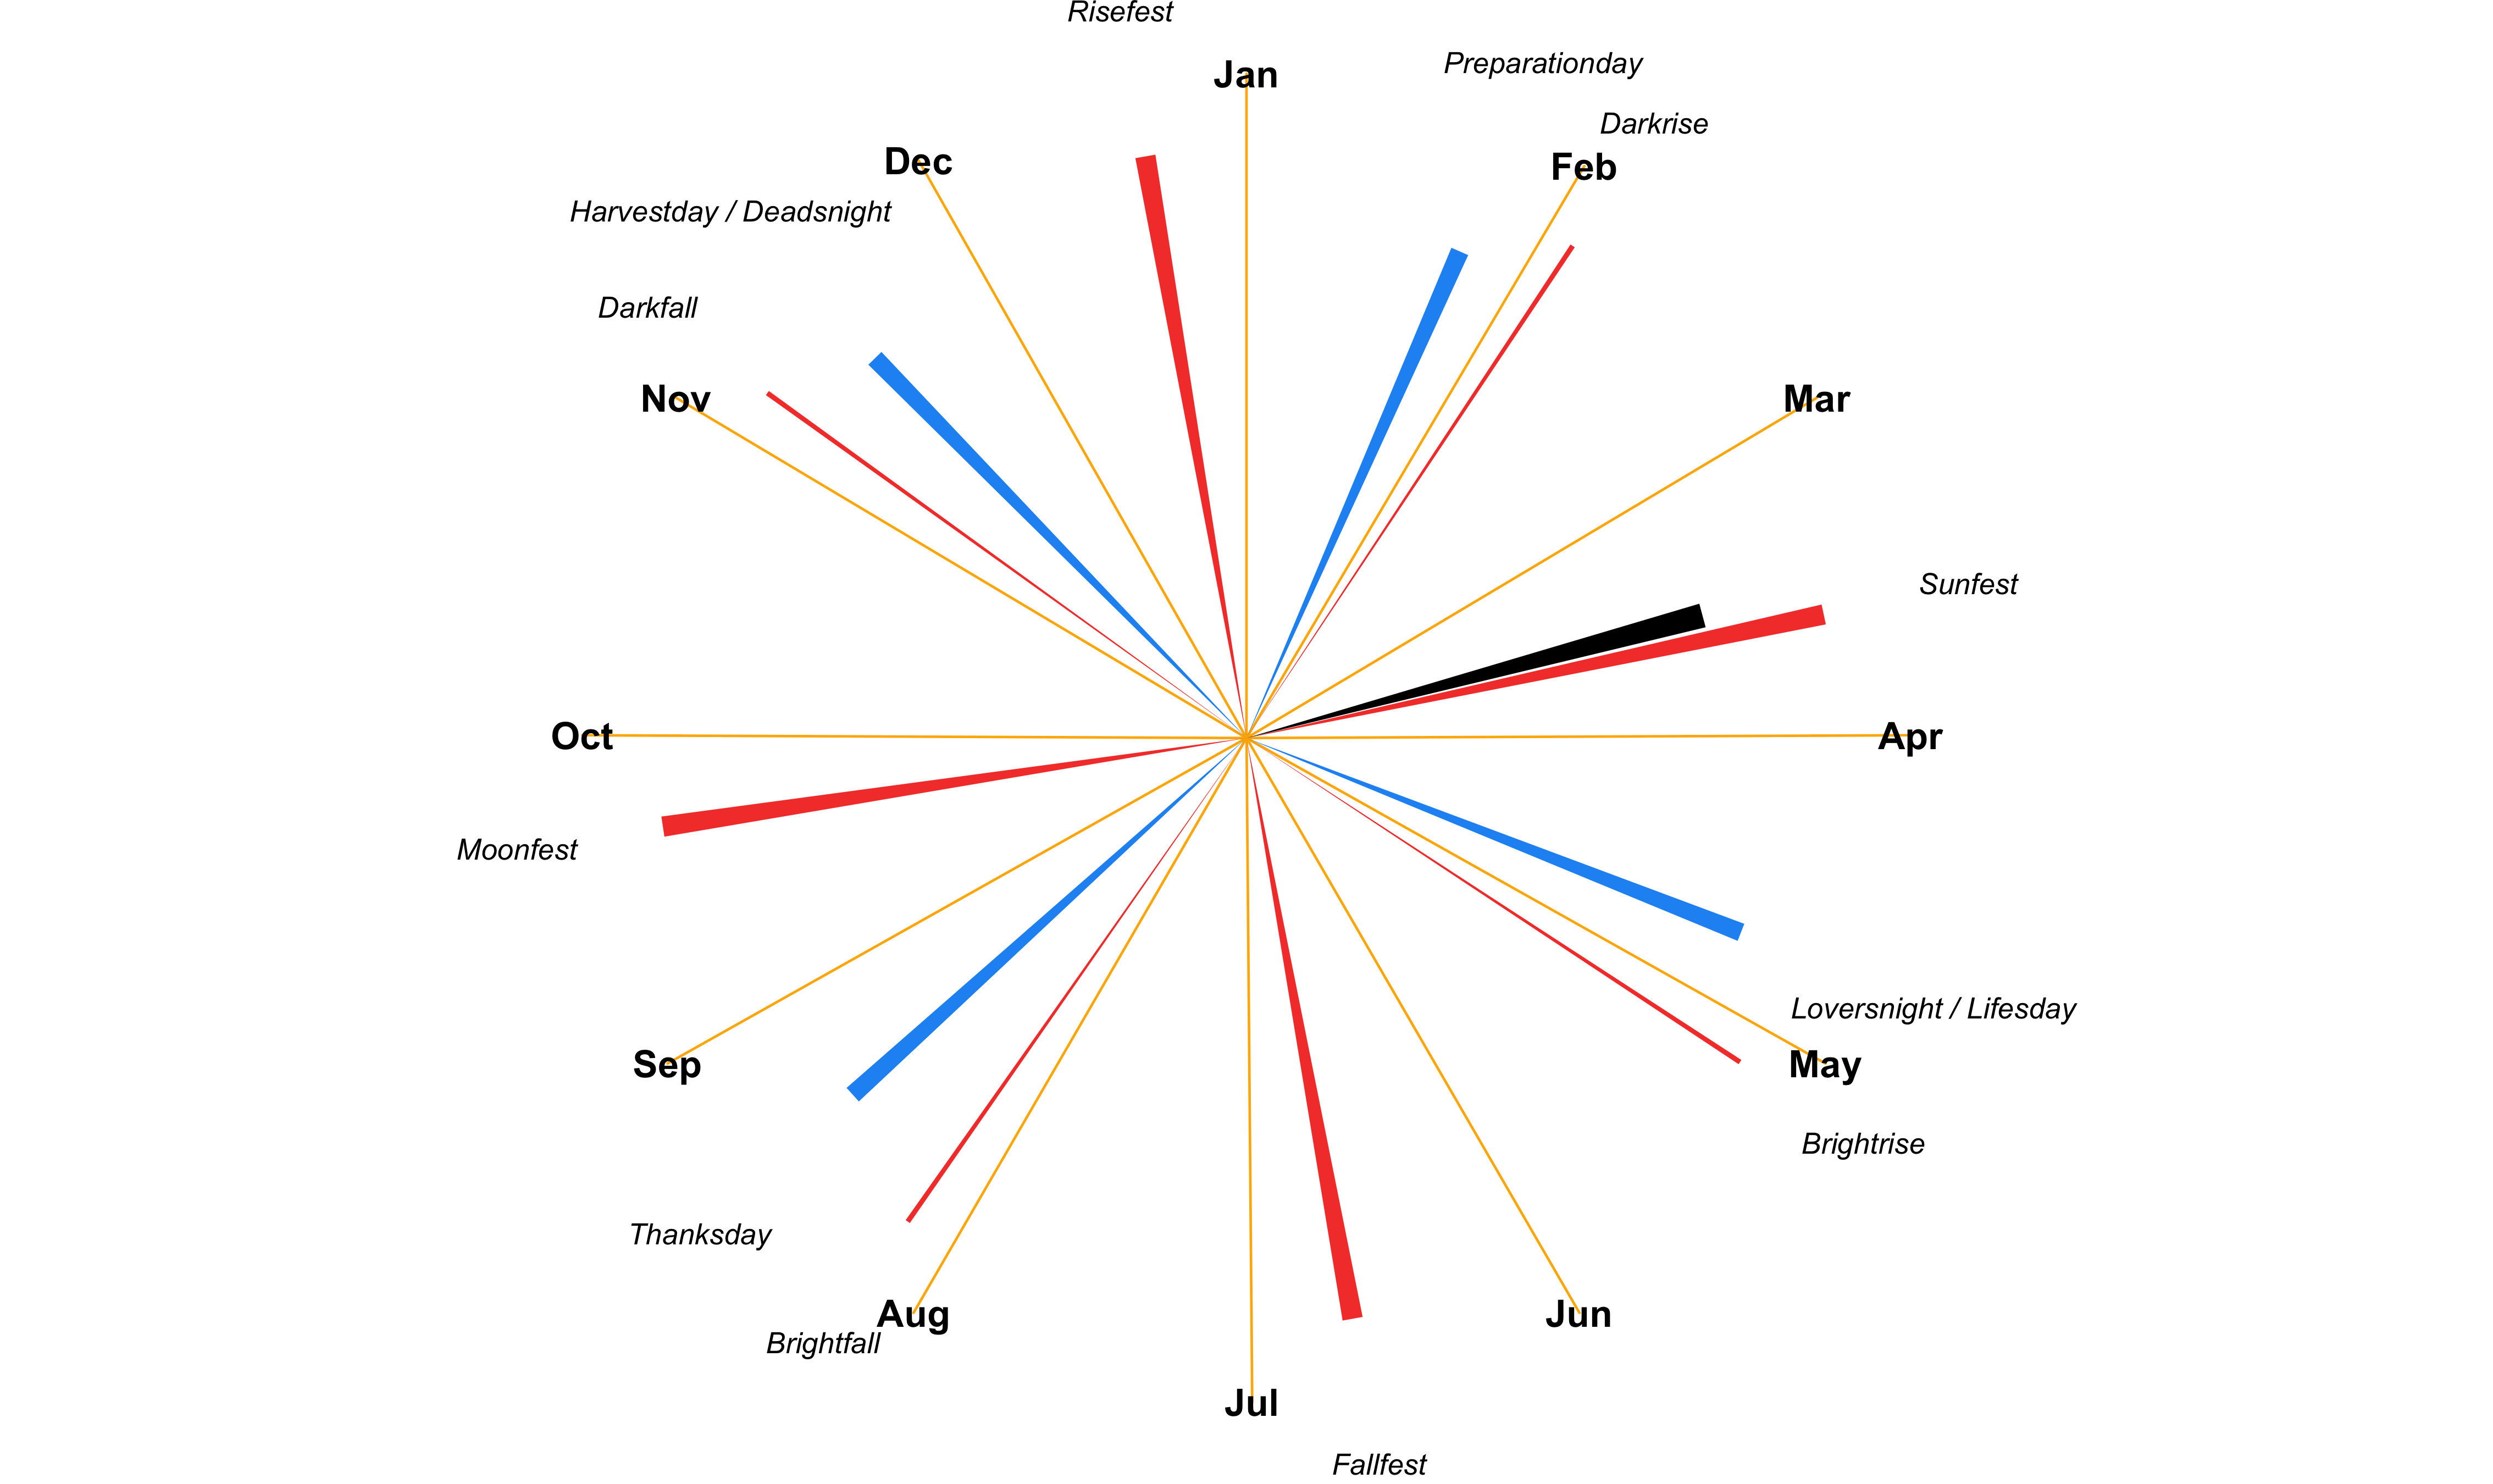 Risefest
Jan
Preparationday
Darkrise
Dec
Feb
Harvestday / Deadsnight
Darkfall
Nov
Mar
Sunfest
Oct
Apr
Moonfest
Loversnight / Lifesday
Sep
May
Brightrise
Thanksday
Aug
Jun
Brightfall
Jul
Fallfest